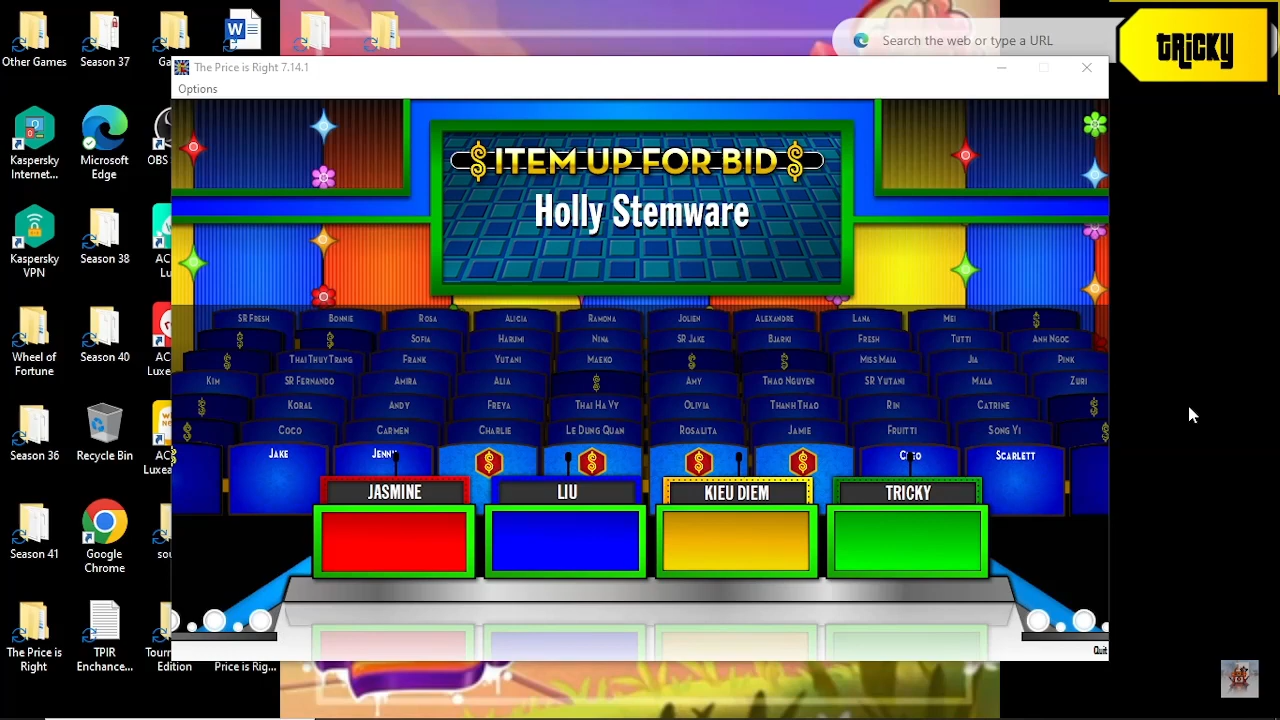 Other Games
Season 37
Search the web or type a URL
TRICKY
The Price is Right 7.14.1
Options
Kaspersky
Internet...
Microsoft
Edge
OBS
ITEM UP FOR BID
Holly Stemware
Kaspersky
VPN
Season 38
Wheel of
Fortune
Season 40
Season 36
Recycle Bin
Season 41
Google
Chrome
The Price is
Right
TPIR
Enchance...
Tour
Edition
Price is Rig...
SR FRESH BONNIE ROSA ALICIA RAMONA JOLIEN ALEXANDRE LANA MEI
SOFIA HARUMI NINA SR JAKE BJARKI FRESH TUTTI ANH NGOC
THAI THUY TRANG FRANK YUTANI MAEKO MISS MAIA JIA PINK
KIM SR FERNANDO AMIRA ALIA AMY THAO NGUYEN SR YUTANI MALA ZURI
KORAL ANDY FREYA THAI HA VY OLIVIA THANH THAO RIN CATRINE
COCO CARMEN CHARLIE LE DUNG QUAN ROSALITA JAMIE FRUITTI SONG YI
JAKE SCARLETT
JASMINE LIU KIEU DIEM TRICKY
Quit